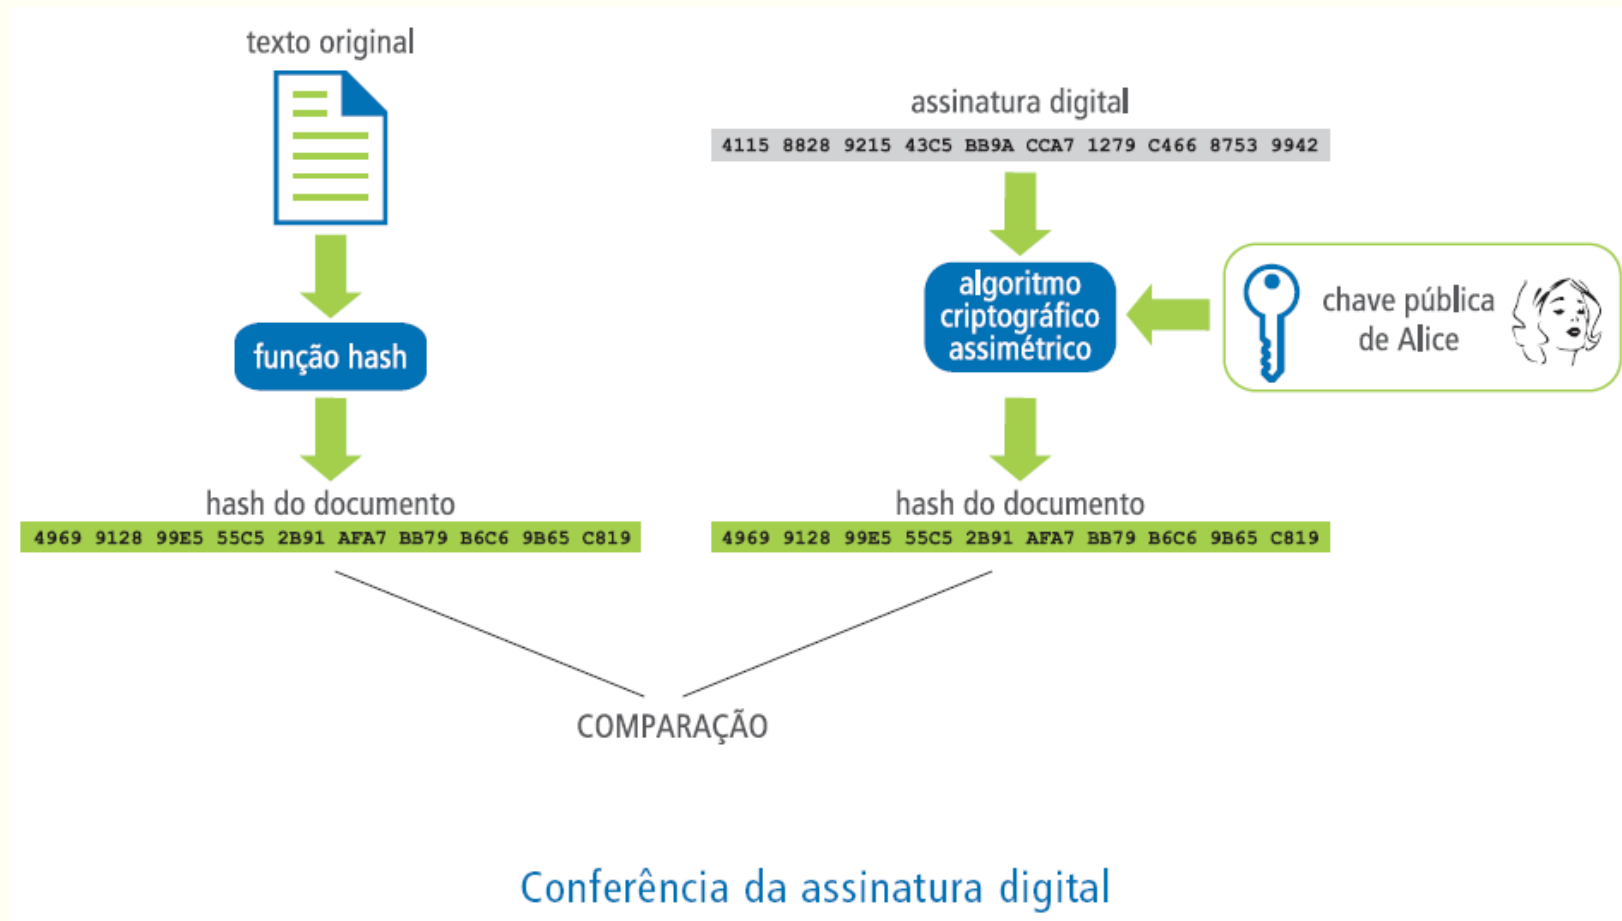 texto original
função hash
hash do documento
4969 9128 99E5 55C5 2B91 AFA7 BB79 B6C6 9B65 C819
assinatura digital
4115 8828 9215 43C5 BB9A CCA7 1279 C466 8753 9942
algoritmo
criptográfico
assimétrico
chave pública
de Alice
hash do documento
4969 9128 99E5 55C5 2B91 AFA7 BB79 B6C6 9B65 C819
COMPARAÇÃO
Conferência da assinatura digital